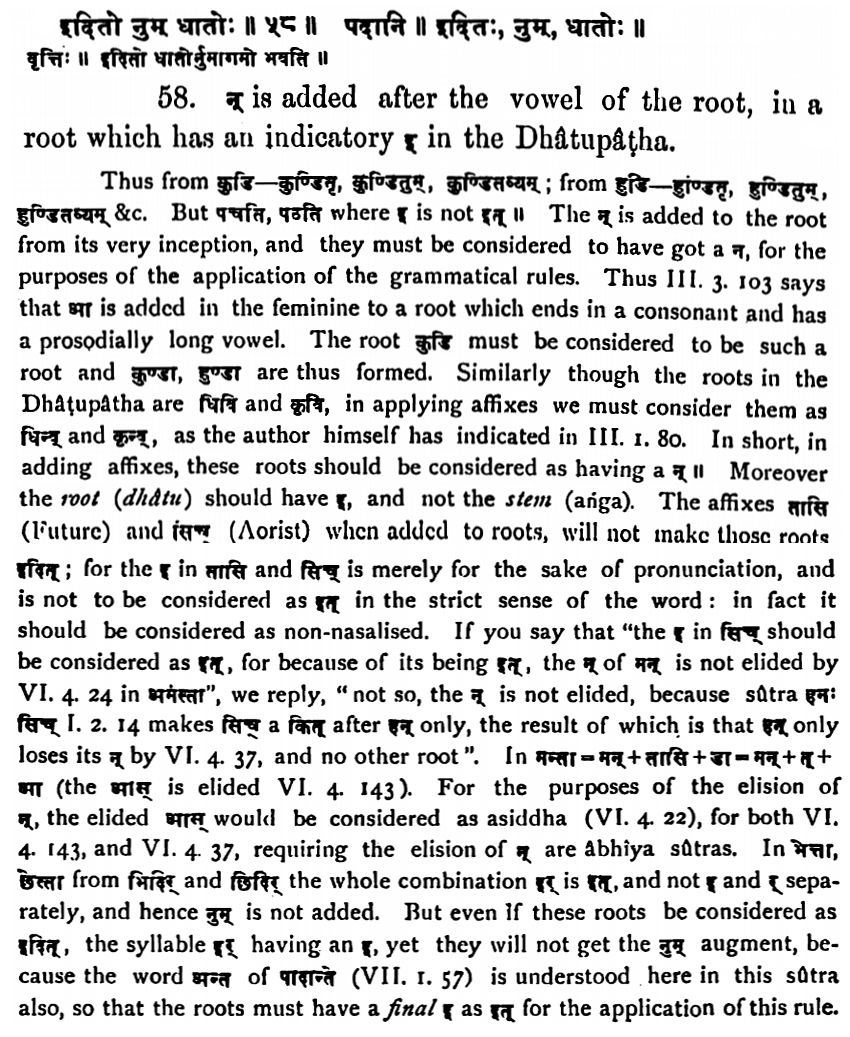 इदितो नुम् धातोः ॥ ५८ ॥ पदानि ॥ इदितः, नुम्, धातोः ॥
वृत्तिः ॥ इदितो धातोर्नुमागमो भवति ॥
58. न् is added after the vowel of the root, in a
root which has an indicatory इ in the Dhâtupâṭha.
Thus from कुडि—कुण्डितृ, कुण्डितुम्, कुण्डितव्यम् ; from हुडि—हुण्डितृ, हुण्डितुम्,
हुण्डितव्यम् &c. But पचति, पठति where इ is not इत् ॥ The न् is added to the root
from its very inception, and they must be considered to have got a न, for the
purposes of the application of the grammatical rules. Thus III. 3. 103 says
that आ is added in the feminine to a root which ends in a consonant and has
a prosodially long vowel. The root कुडि must be considered to be such a
root and कुण्डा, हुण्डा are thus formed. Similarly though the roots in the
Dhâṭupâtha are धिवि and कृवि, in applying affixes we must consider them as
धिन्व् and कृन्व्, as the author himself has indicated in III. 1. 80. In short, in
adding affixes, these roots should be considered as having a न् ॥ Moreover
the root (dhâtu) should have इ, and not the stem (aṅga). The affixes तासि
(Future) and सिच् (Aorist) when added to roots, will not make those roots
इदित् ; for the इ in तासि and सिच् is merely for the sake of pronunciation, and
is not to be considered as इत् in the strict sense of the word : in fact it
should be considered as non-nasalised. If you say that "the इ in सिच् should
be considered as इत्, for because of its being इत्, the न् of मन् is not elided by
VI. 4. 24 in अमंस्ता", we reply, "not so, the न् is not elided, because sûtra हनः
सिच् I. 2. 14 makes सिच् a कित् after हन् only, the result of which is that हन् only
loses its न् by VI. 4. 37, and no other root". In मन्ता = मन् + तासि + डा = मन् + त् +
आ (the आस् is elided VI. 4. 143). For the purposes of the elision of
न्, the elided आस् would be considered as asiddha (VI. 4. 22), for both VI.
4. 143, and VI. 4. 37, requiring the elision of न् are âbhîya sûtras. In भेत्ता,
छेत्ता from भिदिर् and छिदिर् the whole combination इर् is इत्, and not इ and र् sepa-
rately, and hence नुम् is not added. But even if these roots be considered as
इदित्, the syllable इर् having an इ, yet they will not get the नुम् augment, be-
cause the word अन्त of पादान्ते (VII. 1. 57) is understood here in this sûtra
also, so that the roots must have a final इ as इत् for the application of this rule.